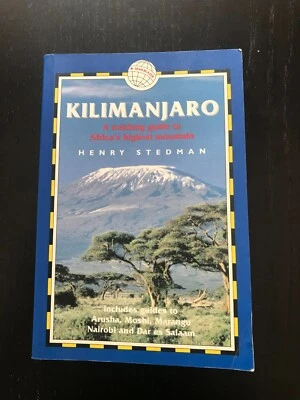 KILIMANJARO
A trekking guide to
Africa's highest mountain
HENRY STEDMAN
Includes guides to
Arusha, Moshi, Marangu
Nairobi and Dar es Salaam